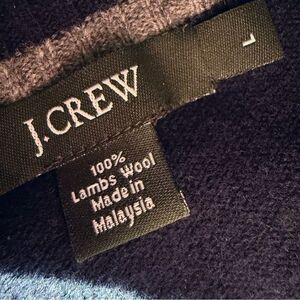 J.CREW
L
100%
Lambs Wool
Made in
Malaysia